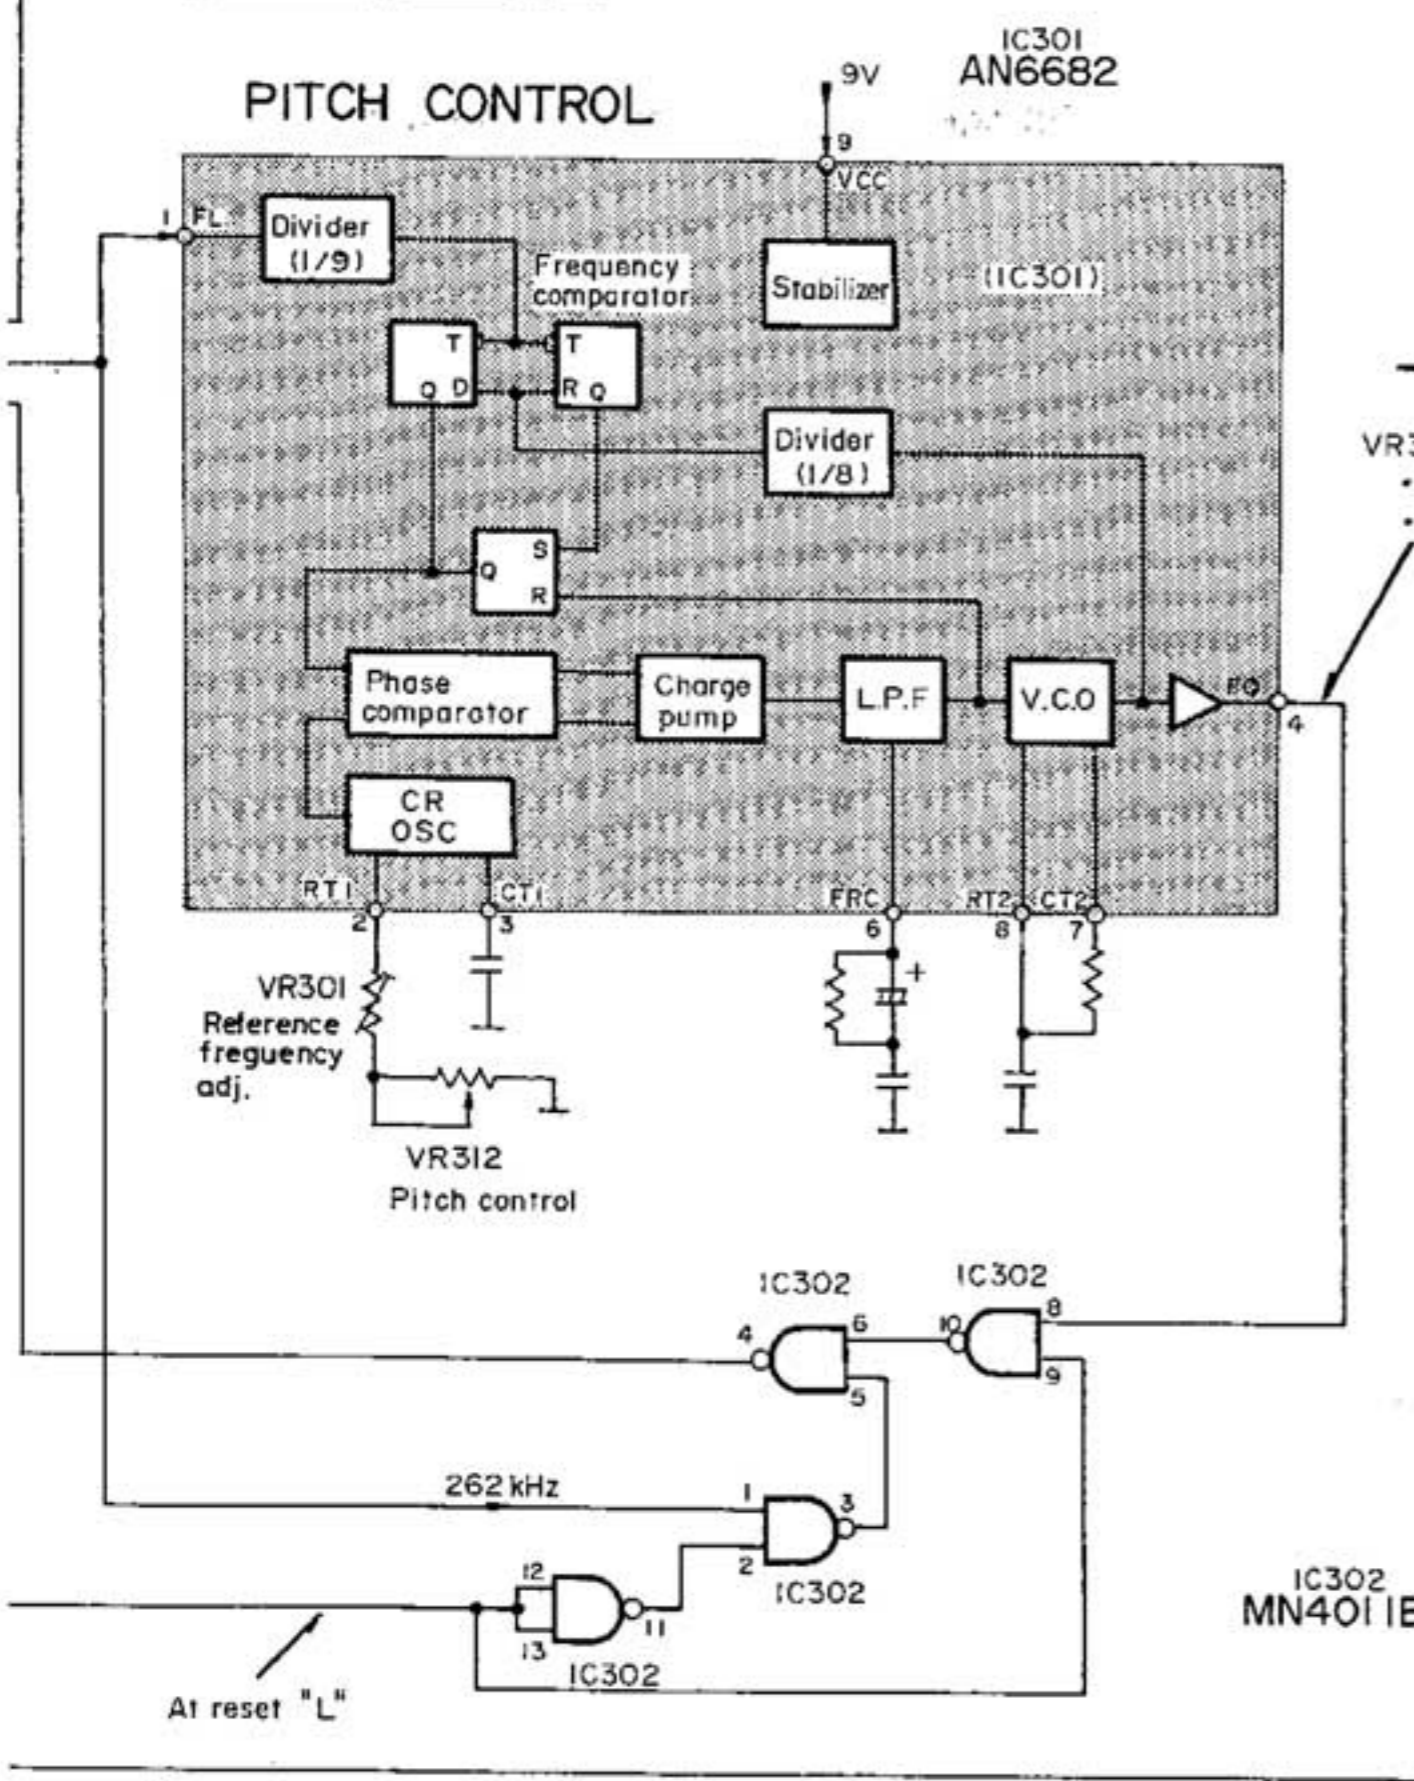 IC301
AN6682
9V
PITCH CONTROL
9
VCC
1
FL
Divider
(1/9)
Frequency
comparator
Stabilizer
(IC301)
T
T
Q D
R Q
Divider
(1/8)
VR3
S
Q
R
Phase
comparator
Charge
pump
L.P.F
V.C.O
FO
4
CR
OSC
RT1
CT1
FRC
RT2
CT2
2
3
6
8
7
VR301
Reference
freguency
adj.
+
VR312
Pitch control
IC302
IC302
4
6
10
8
5
9
262kHz
1
3
2
IC302
12
11
13
IC302
IC302
MN4011B
At reset "L"